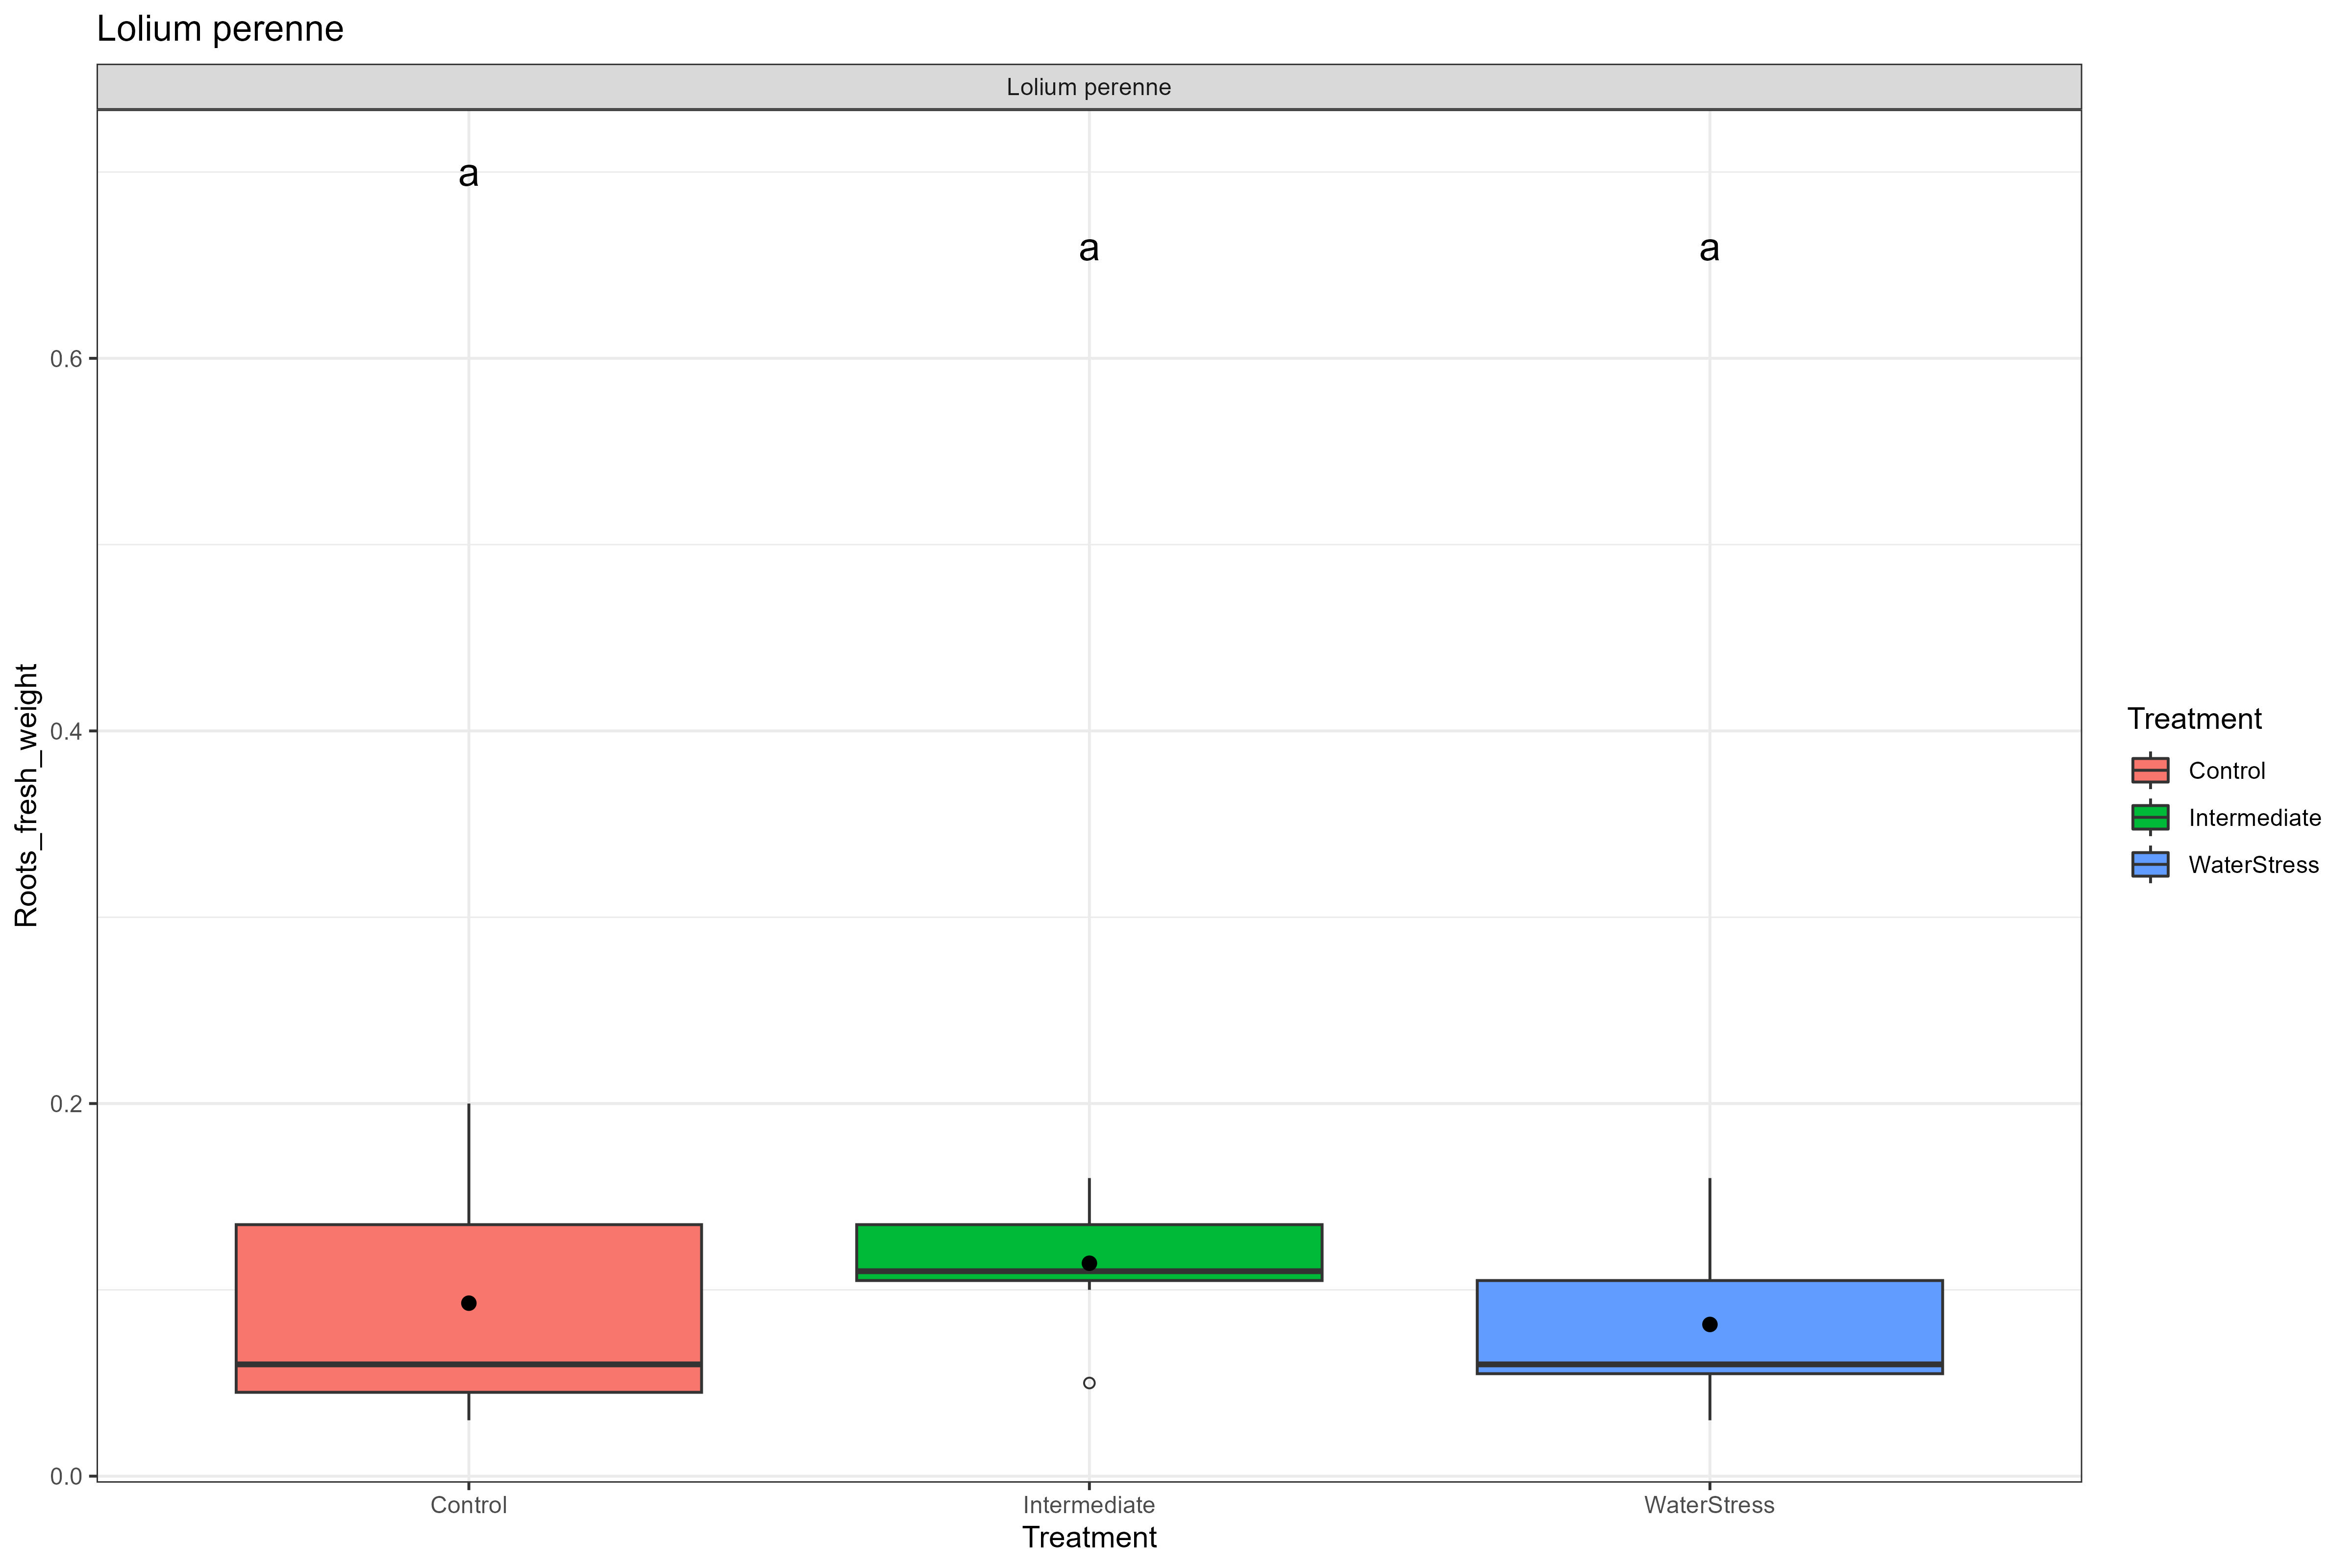 Lolium perenne
Lolium perenne
a
a
a
0.6
0.4
0.2
0.0
Roots_fresh_weight
Control
Intermediate
WaterStress
Treatment
Treatment
Control
Intermediate
WaterStress